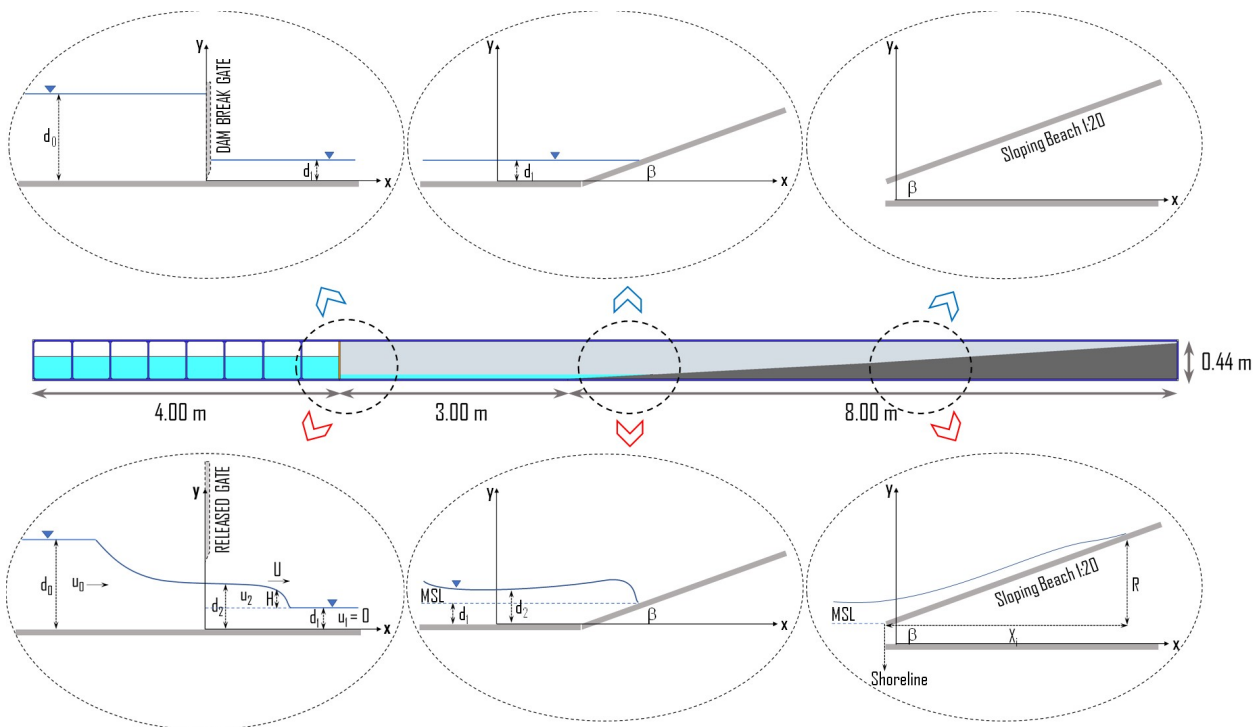 y
DAM BREAK GATE
d₀
d₁
x
y
d₁
β
x
y
Sloping Beach 1:20
β
x
0.44 m
4.00 m
3.00 m
8.00 m
RELEASED GATE
y
d₀
u₀
U
u₂
H
d₂
d₁
u₁ = 0
x
y
MSL
d₁
d₂
β
x
y
Sloping Beach 1:20
R
MSL
β
Xᵢ
x
Shoreline